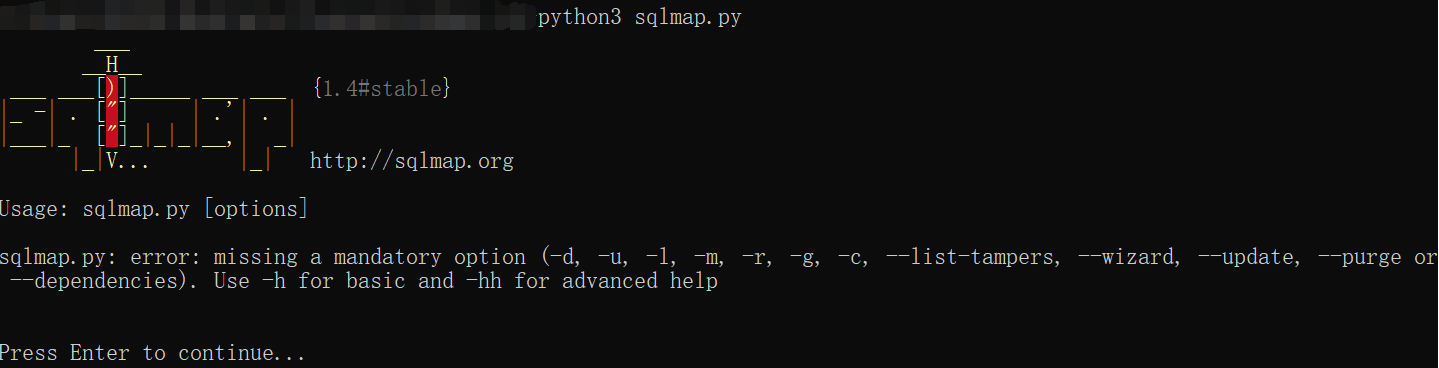 python3 sqlmap.py
        ___
       __H__
 ___ ___[)]_____ ___ ___  {1.4#stable}
|_ -| . ["]     | .'| . |
|___|_  ["]_|_|_|__,|  _|
      |_|V...       |_|   http://sqlmap.org
Usage: sqlmap.py [options]
sqlmap.py: error: missing a mandatory option (-d, -u, -l, -m, -r, -g, -c, --list-tampers, --wizard, --update, --purge or
--dependencies). Use -h for basic and -hh for advanced help
Press Enter to continue...